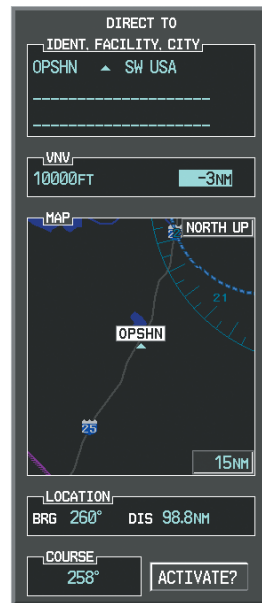 DIRECT TO
IDENT, FACILITY, CITY
OPSHN SW USA
VNV
10000FT -3NM
MAP
NORTH UP
21
OPSHN
25
15NM
LOCATION
BRG 260° DIS 98.8NM
COURSE
258° ACTIVATE?